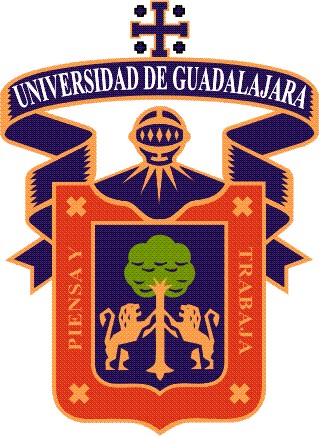 UNIVERSIDAD DE GUADALAJARA
PIENSA Y
TRABAJA